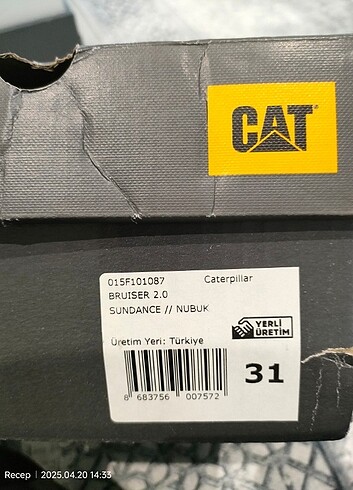 CAT
015F101087 Caterpillar
BRUISER 2.0
SUNDANCE // NUBUK
YERLİ
ÜRETİM
Üretim Yeri: Türkiye
31
8 683756 007572
Recep | 2025.04.20 14:33